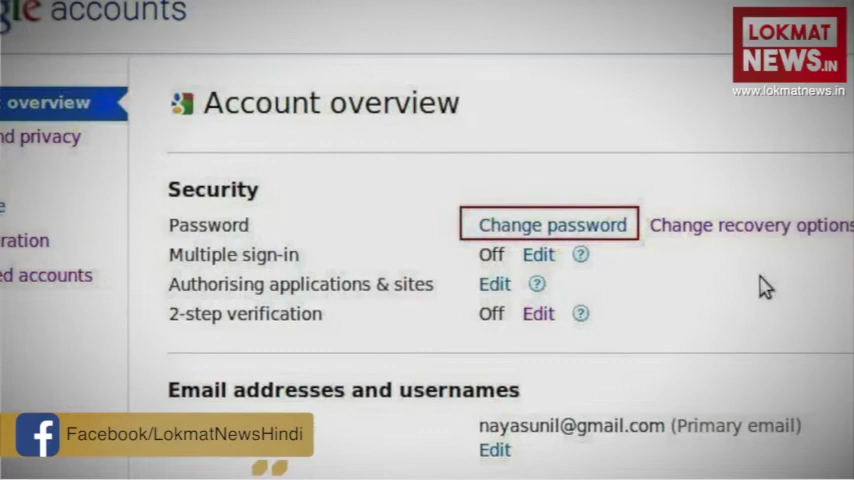 gle accounts
LOKMAT
NEWS.IN
www.lokmatnews.in
overview
Account overview
nd privacy
Security
Password Change password Change recovery options
Multiple sign-in Off Edit ?
ration
ed accounts
Authorising applications & sites Edit ?
2-step verification Off Edit ?
Email addresses and usernames
nayasunil@gmail.com (Primary email)
Edit
Facebook/LokmatNewsHindi